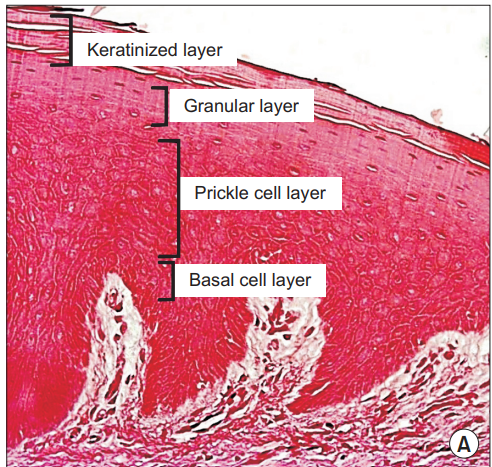 Keratinized layer
Granular layer
Prickle cell layer
Basal cell layer
A